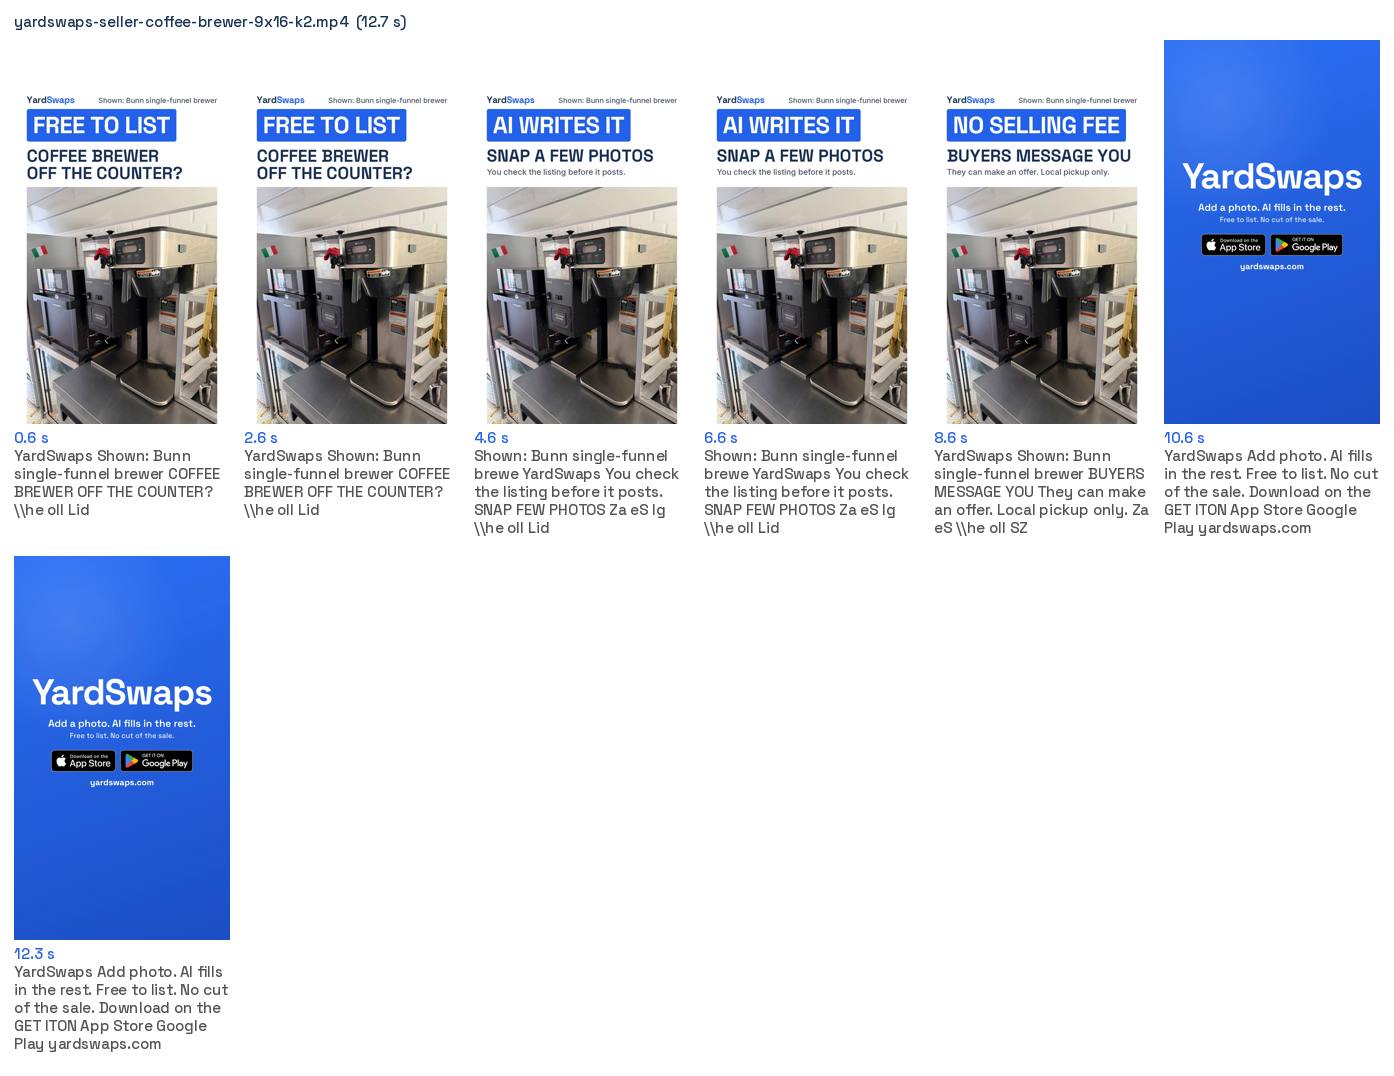 yardswaps-seller-coffee-brewer-9x16-k2.mp4 (12.7 s)
YardSwaps Shown: Bunn single-funnel brewer
FREE TO LIST
COFFEE BREWER
OFF THE COUNTER?
0.6 s
YardSwaps Shown: Bunn
single-funnel brewer COFFEE
BREWER OFF THE COUNTER?
\\he oll Lid
YardSwaps Shown: Bunn single-funnel brewer
FREE TO LIST
COFFEE BREWER
OFF THE COUNTER?
2.6 s
YardSwaps Shown: Bunn
single-funnel brewer COFFEE
BREWER OFF THE COUNTER?
\\he oll Lid
YardSwaps Shown: Bunn single-funnel brewer
AI WRITES IT
SNAP A FEW PHOTOS
You check the listing before it posts.
4.6 s
Shown: Bunn single-funnel
brewe YardSwaps You check
the listing before it posts.
SNAP FEW PHOTOS Za eS lg
\\he oll Lid
YardSwaps Shown: Bunn single-funnel brewer
AI WRITES IT
SNAP A FEW PHOTOS
You check the listing before it posts.
6.6 s
Shown: Bunn single-funnel
brewe YardSwaps You check
the listing before it posts.
SNAP FEW PHOTOS Za eS lg
\\he oll Lid
YardSwaps Shown: Bunn single-funnel brewer
NO SELLING FEE
BUYERS MESSAGE YOU
They can make an offer. Local pickup only.
8.6 s
YardSwaps Shown: Bunn
single-funnel brewer BUYERS
MESSAGE YOU They can make
an offer. Local pickup only. Za
eS \\he oll SZ
YardSwaps
Add a photo. AI fills in the rest.
Free to list. No cut of the sale.
Download on the App Store
GET IT ON Google Play
yardswaps.com
10.6 s
YardSwaps Add photo. AI fills
in the rest. Free to list. No cut
of the sale. Download on the
GET ITON App Store Google
Play yardswaps.com
YardSwaps
Add a photo. AI fills in the rest.
Free to list. No cut of the sale.
Download on the App Store
GET IT ON Google Play
yardswaps.com
12.3 s
YardSwaps Add photo. AI fills
in the rest. Free to list. No cut
of the sale. Download on the
GET ITON App Store Google
Play yardswaps.com